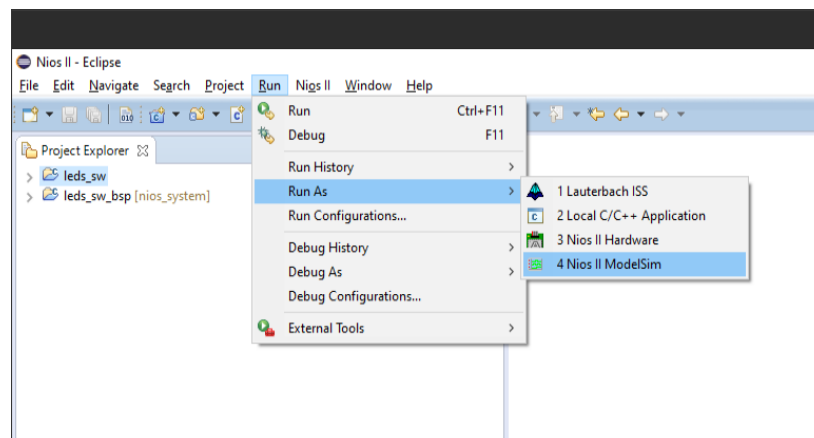 Nios II - Eclipse
File Edit Navigate Search Project Run Nios II Window Help
010
Run Ctrl+F11
Debug F11
Project Explorer
leds_sw
leds_sw_bsp [nios_system]
Run History
Run As
Run Configurations...
Debug History
Debug As
Debug Configurations...
External Tools
1 Lauterbach ISS
2 Local C/C++ Application
3 Nios II Hardware
4 Nios II ModelSim